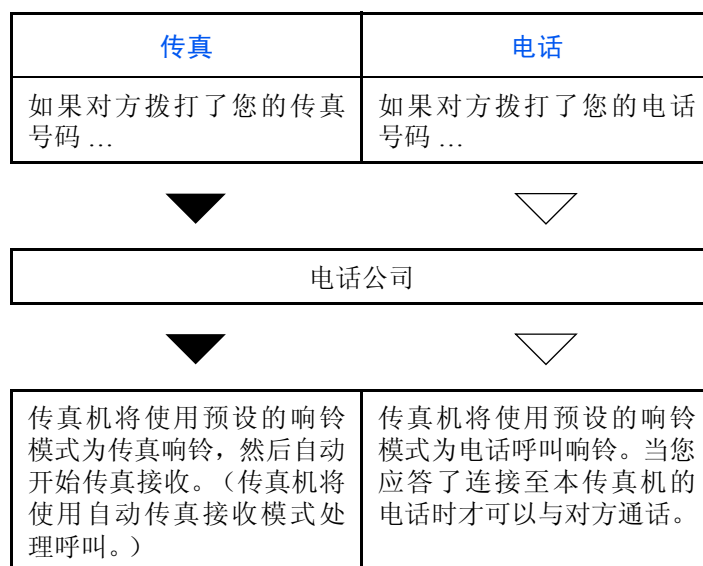 传真
电话
如果对方拨打了您的传真
号码 ...
如果对方拨打了您的电话
号码 ...
电话公司
传真机将使用预设的响铃
模式为传真响铃，然后自动
开始传真接收。（传真机将
使用自动传真接收模式处
理呼叫。）
传真机将使用预设的响铃
模式为电话呼叫响铃。当您
应答了连接至本传真机的
电话时才可以与对方通话。